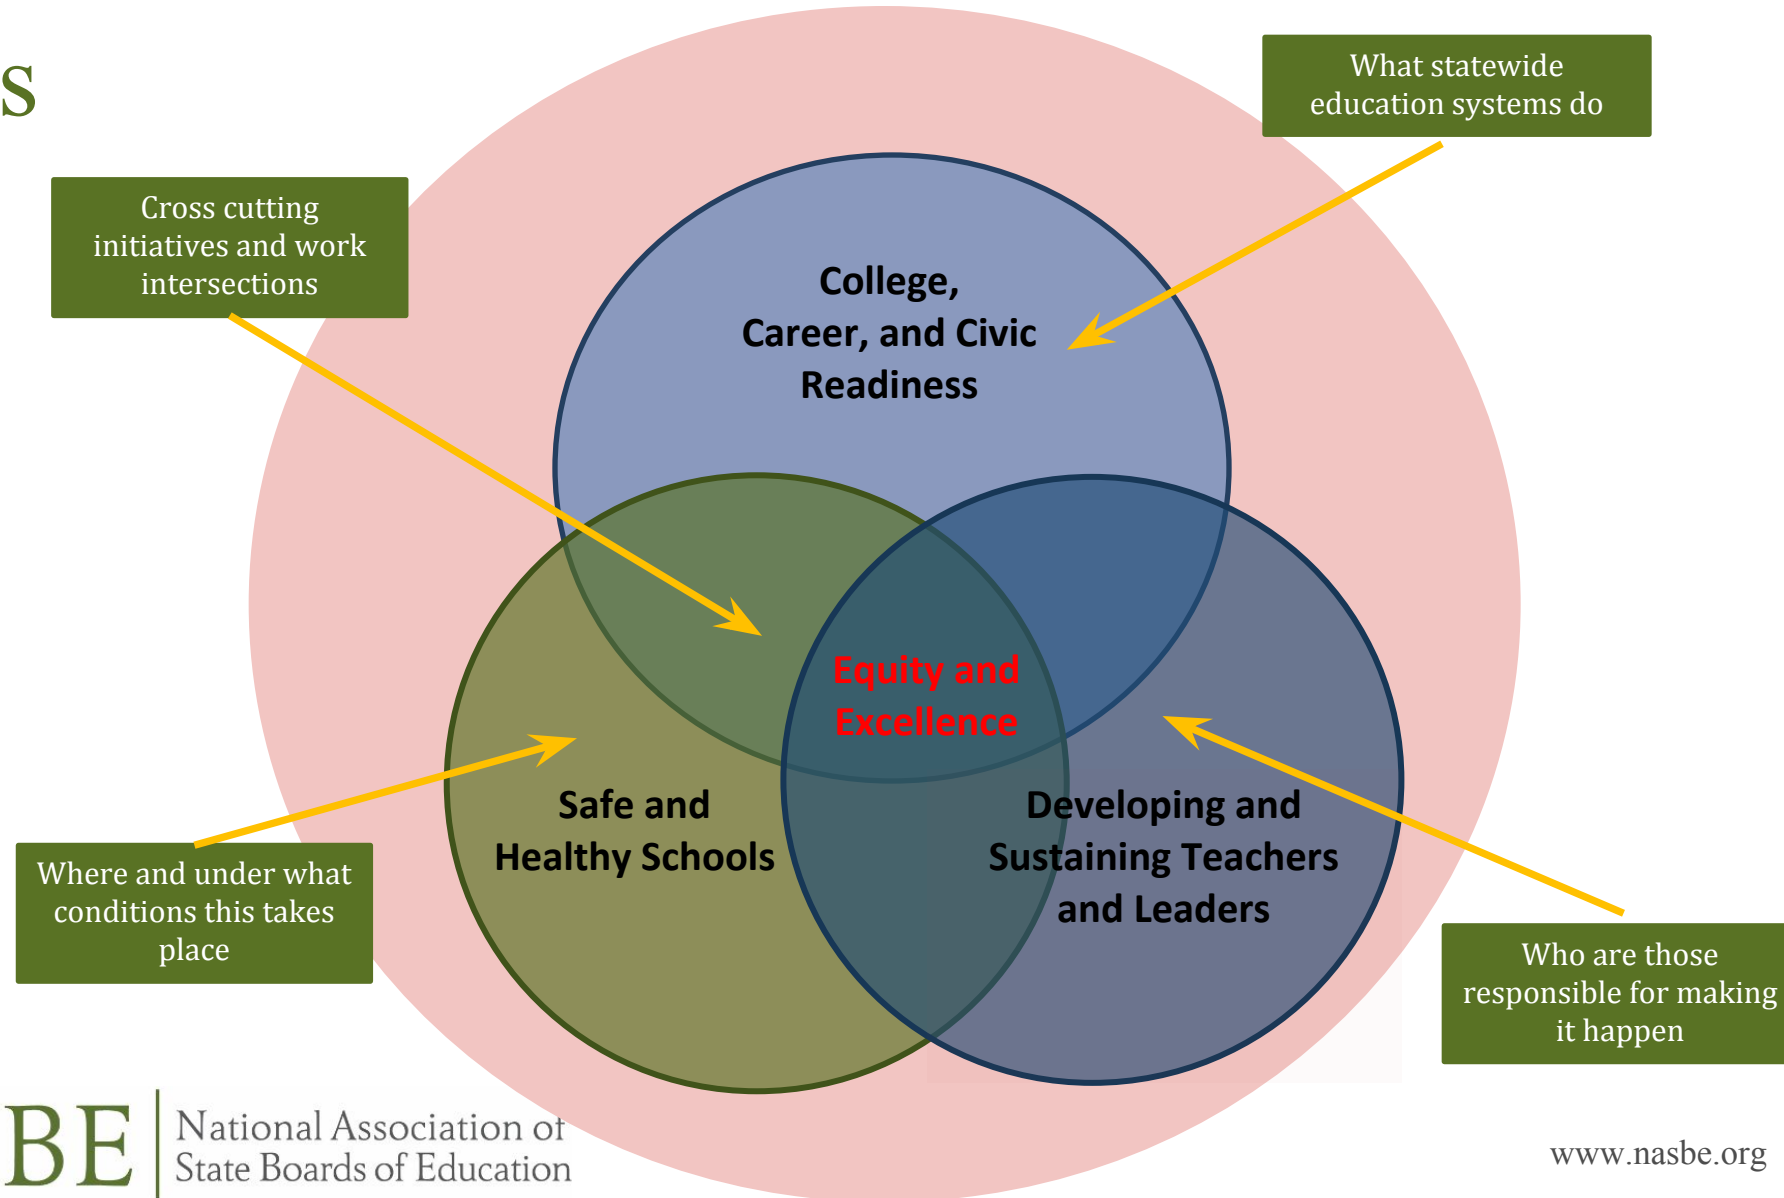 S
What statewide
education systems do
Cross cutting
initiatives and work
intersections
College,
Career, and Civic
Readiness
Equity and
Excellence
Safe and
Healthy Schools
Developing and
Sustaining Teachers
and Leaders
Where and under what
conditions this takes
place
Who are those
responsible for making
it happen
BE
National Association of
State Boards of Education
www.nasbe.org